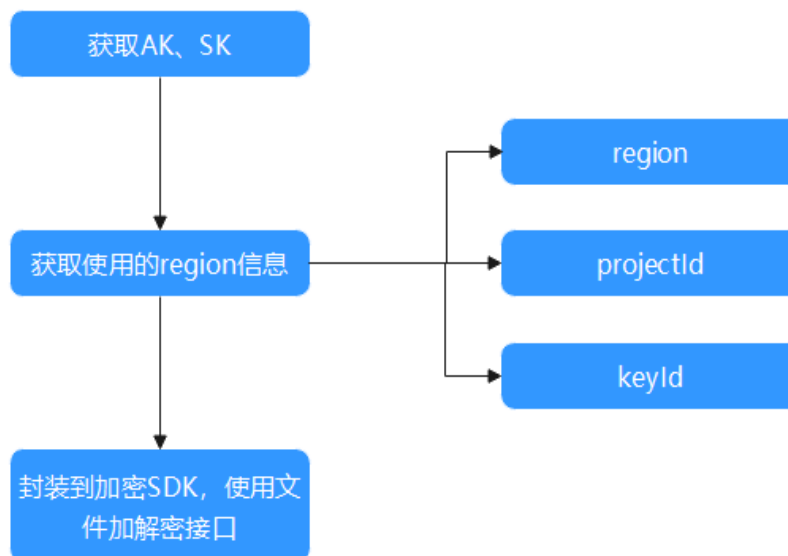 获取AK、SK
region
获取使用的region信息
projectId
keyId
封装到加密SDK，使用文
件加解密接口